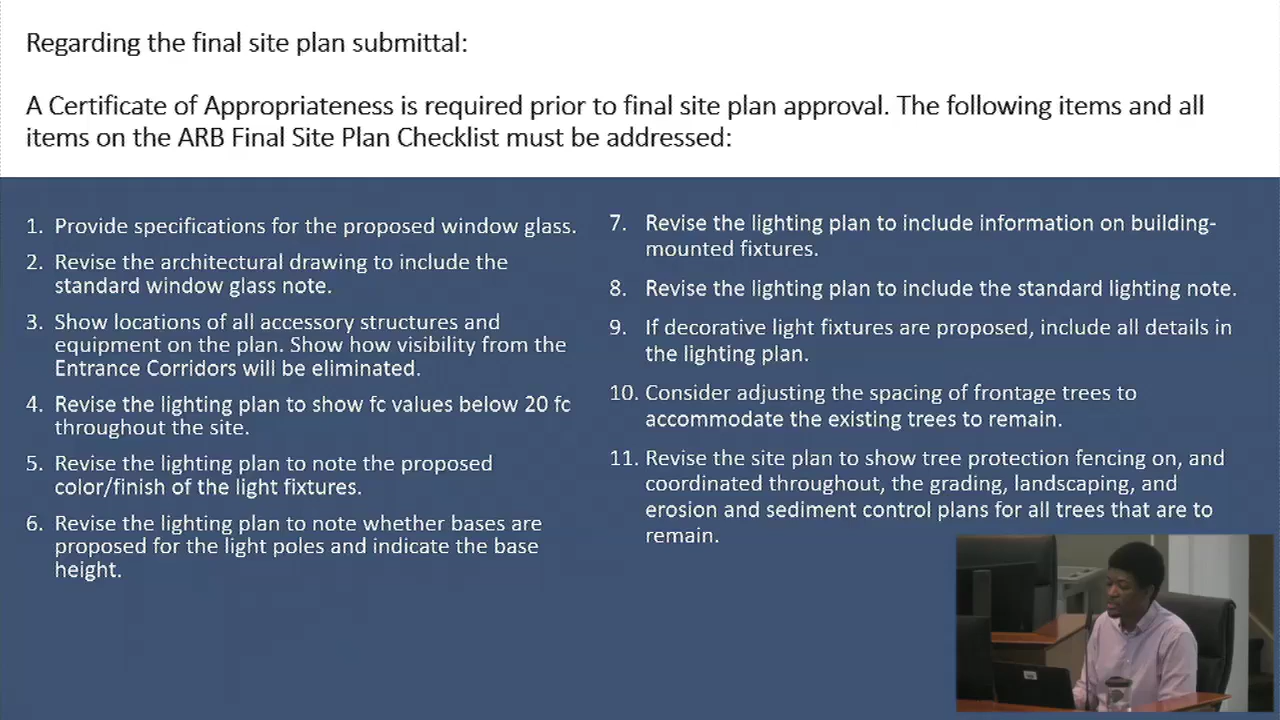 Regarding the final site plan submittal:
A Certificate of Appropriateness is required prior to final site plan approval. The following items and all
items on the ARB Final Site Plan Checklist must be addressed:
1. Provide specifications for the proposed window glass.
2. Revise the architectural drawing to include the
standard window glass note.
3. Show locations of all accessory structures and
equipment on the plan. Show how visibility from the
Entrance Corridors will be eliminated.
4. Revise the lighting plan to show fc values below 20 fc
throughout the site.
5. Revise the lighting plan to note the proposed
color/finish of the light fixtures.
6. Revise the lighting plan to note whether bases are
proposed for the light poles and indicate the base
height.
7. Revise the lighting plan to include information on building-
mounted fixtures.
8. Revise the lighting plan to include the standard lighting note.
9. If decorative light fixtures are proposed, include all details in
the lighting plan.
10. Consider adjusting the spacing of frontage trees to
accommodate the existing trees to remain.
11. Revise the site plan to show tree protection fencing on, and
coordinated throughout, the grading, landscaping, and
erosion and sediment control plans for all trees that are to
remain.